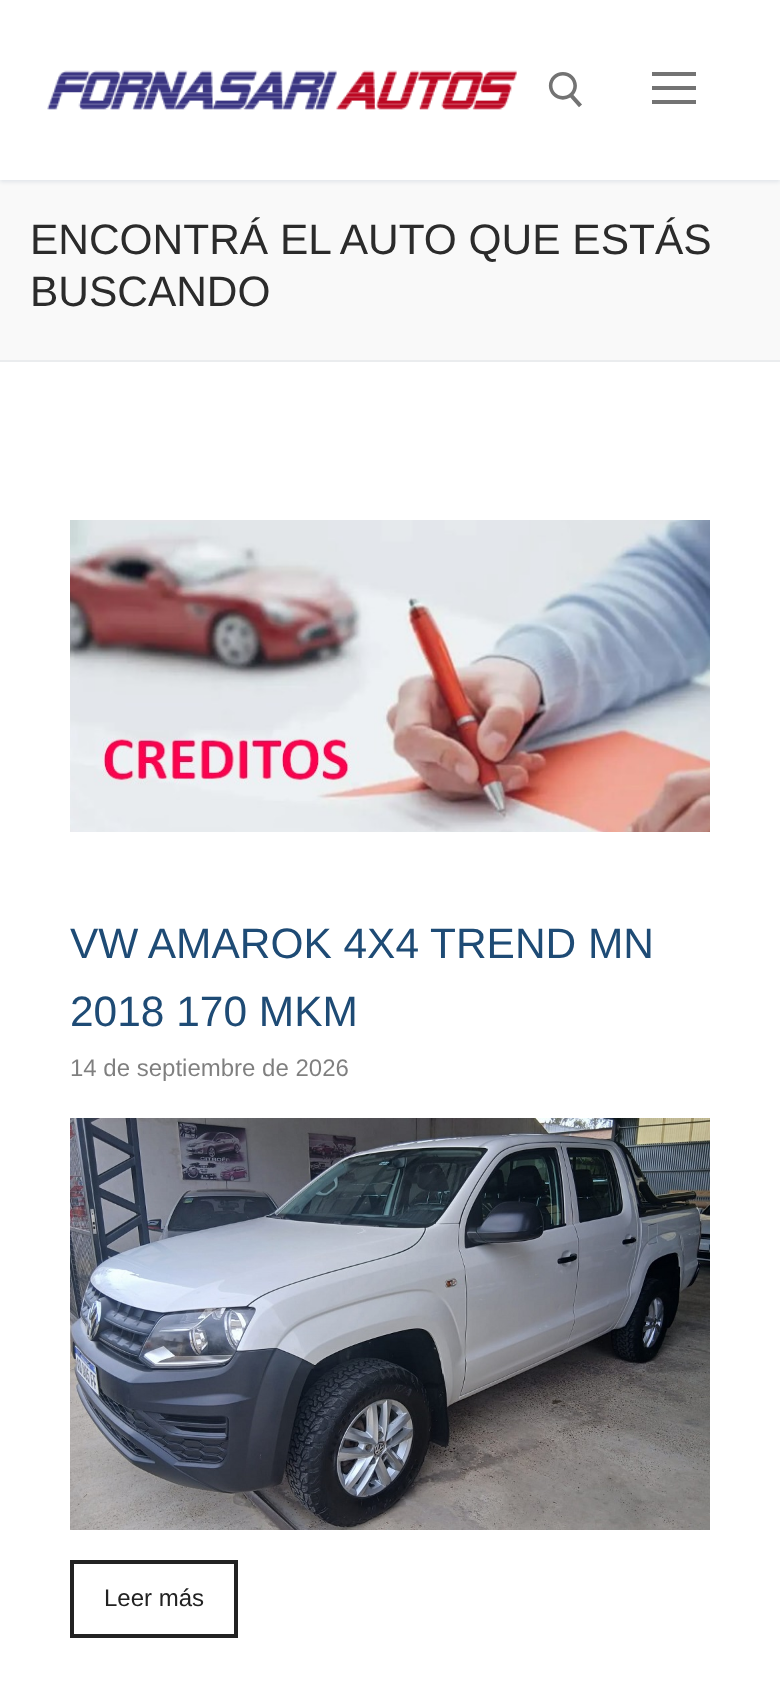 FORNASARI AUTOS
ENCONTRÁ EL AUTO QUE ESTÁS
BUSCANDO
CREDITOS
VW AMAROK 4X4 TREND MN
2018 170 MKM
14 de septiembre de 2026
Leer más